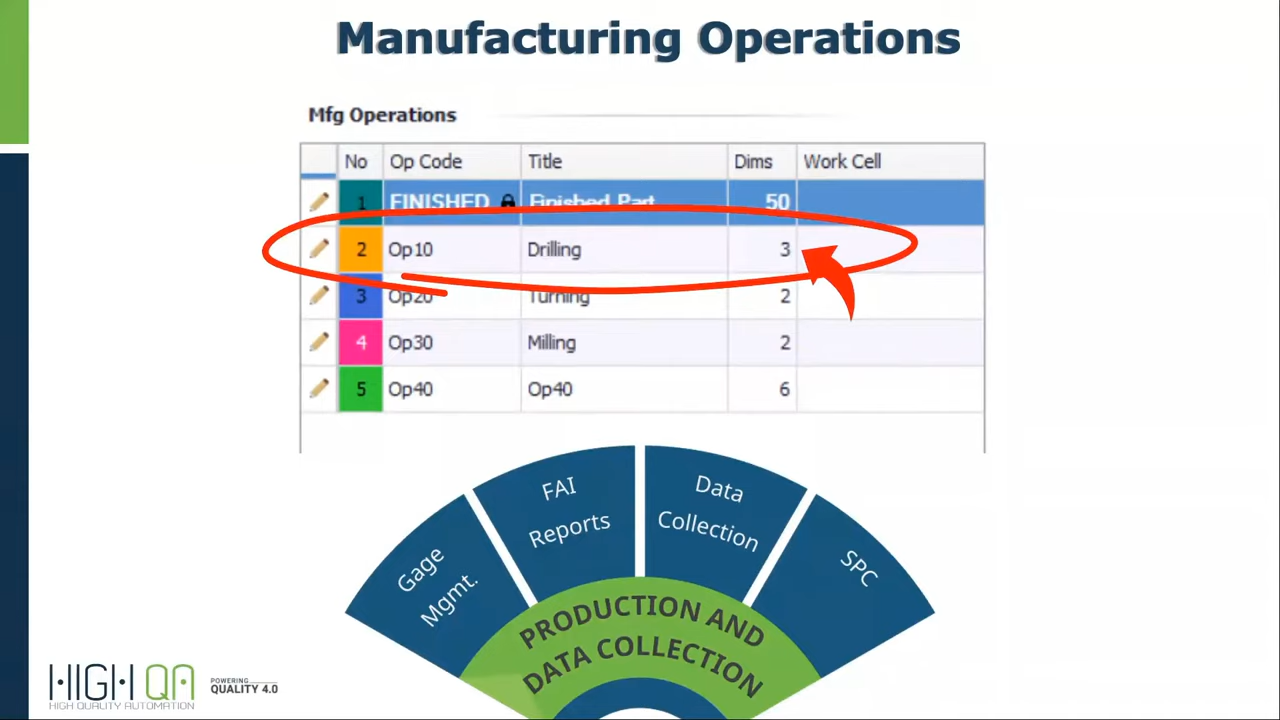 Manufacturing Operations
Mfg Operations
No Op Code Title Dims Work Cell
1 FINISHED Finished Part 50
2 Op10 Drilling 3
3 Op20 Turning 2
4 Op30 Milling 2
5 Op40 Op40 6
Gage
Mgmt.
FAI
Reports
Data
Collection
SPC
PRODUCTION AND
DATA COLLECTION
HIGH QA
HIGH QUALITY AUTOMATION
POWERING
QUALITY 4.0